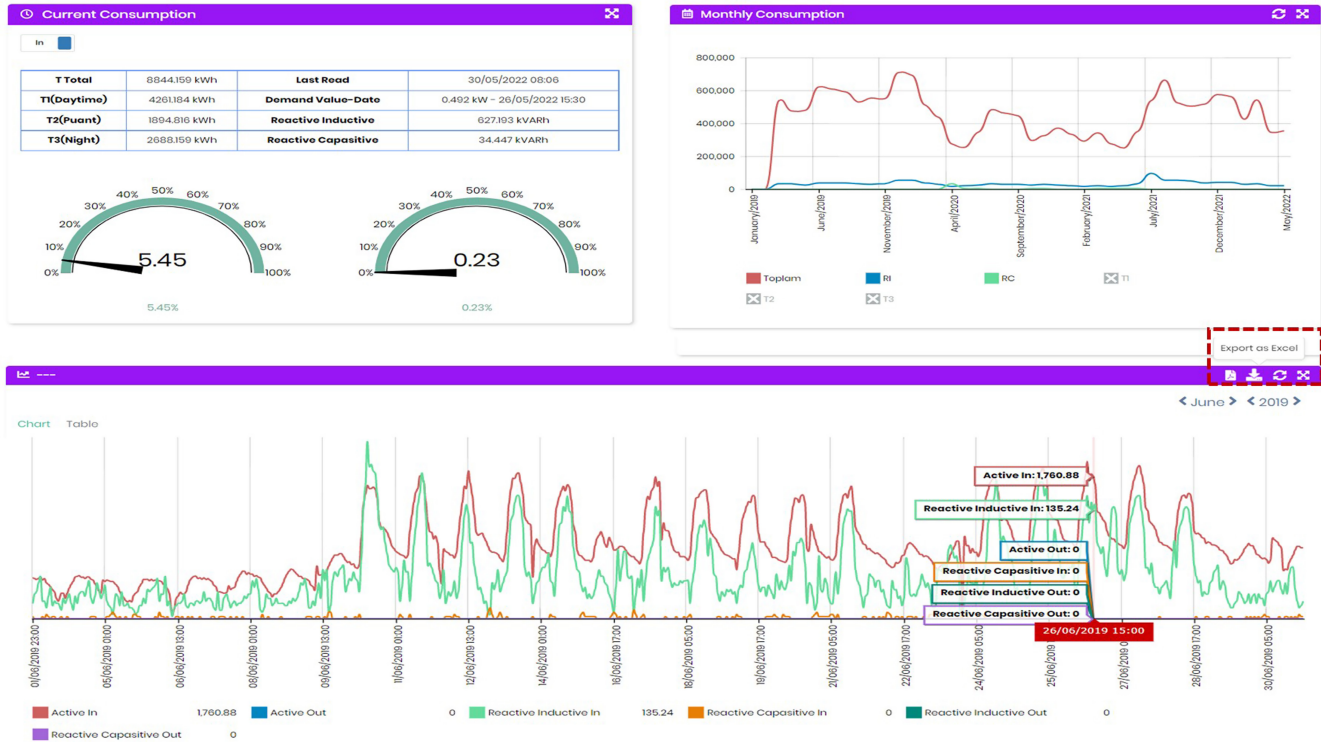 Current Consumption
In
T Total 8844.159 kWh Last Read 30/05/2022 08:06
T1(Daytime) 4261.184 kWh Demand Value-Date 0.492 kW - 26/05/2022 15:30
T2(Puant) 1894.816 kWh Reactive Inductive 627.193 kVARh
T3(Night) 2688.159 kWh Reactive Capasitive 34.447 kVARh
0% 10% 20% 30% 40% 50% 60% 70% 80% 90% 100%
5.45
5.45%
0% 10% 20% 30% 40% 50% 60% 70% 80% 90% 100%
0.23
0.23%
Monthly Consumption
800,000
600,000
400,000
200,000
0
January/2019 June/2019 November/2019 April/2020 September/2020 February/2021 July/2021 December/2021 May/2022
Toplam RI RC T1
T2 T3
Export as Excel
---
June 2019
Chart Table
Active In: 1,760.88
Reactive Inductive In: 135.24
Active Out: 0
Reactive Capasitive In: 0
Reactive Inductive Out: 0
Reactive Capasitive Out: 0
26/06/2019 15:00
01/06/2019 23:00 05/06/2019 01:00 06/06/2019 13:00 08/06/2019 01:00 09/06/2019 13:00 11/06/2019 01:00 12/06/2019 13:00 14/06/2019 01:00 16/06/2019 17:00 18/06/2019 05:00 19/06/2019 17:00 21/06/2019 05:00 22/06/2019 17:00 24/06/2019 05:00 25/06/2019 27/06/2019 28/06/2019 17:00 30/06/2019 05:00
Active In 1,760.88 Active Out 0 Reactive Inductive In 135.24 Reactive Capasitive In 0 Reactive Inductive Out 0
Reactive Capasitive Out 0